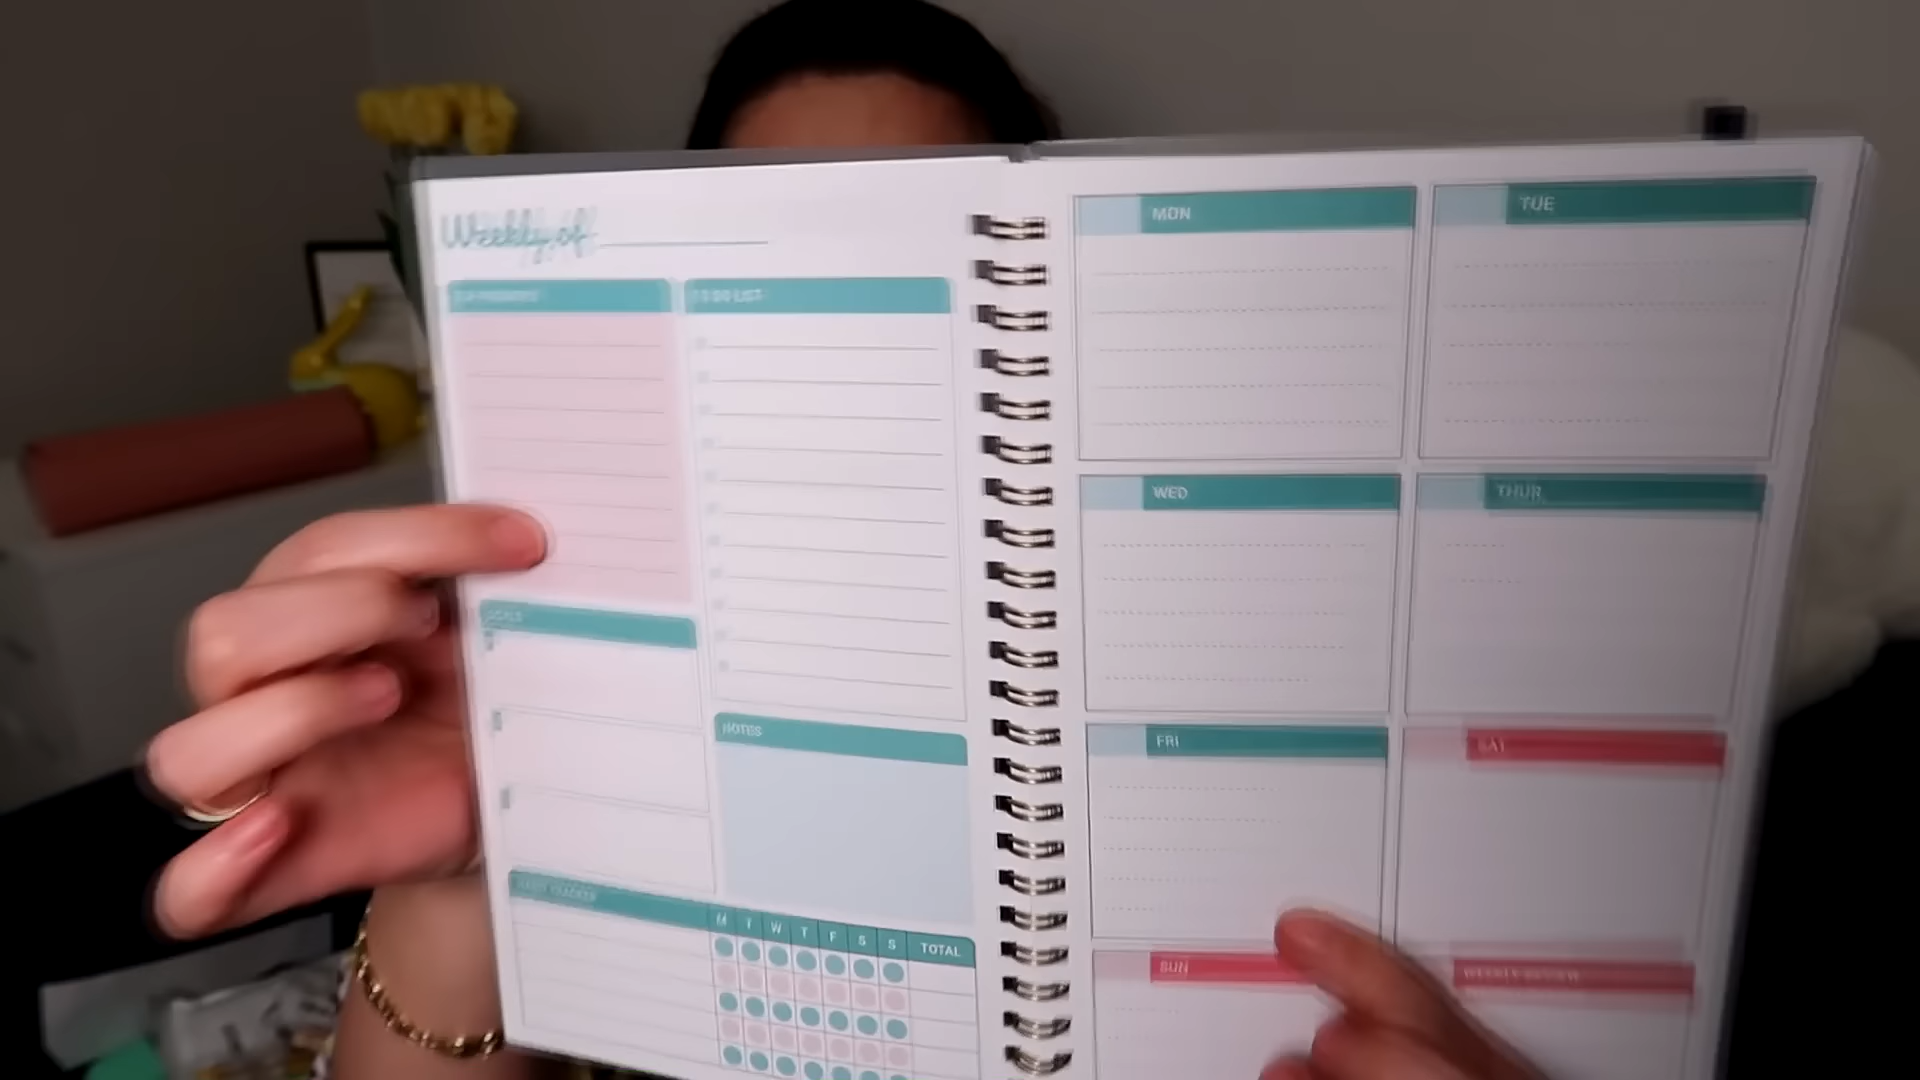 Weekly of
TOP PRIORITIES
TO DO LIST
GOALS
NOTES
HABIT TRACKER
M T W T F S S TOTAL
MON
TUE
WED
THUR
FRI
SAT
SUN
WEEKLY REVIEW